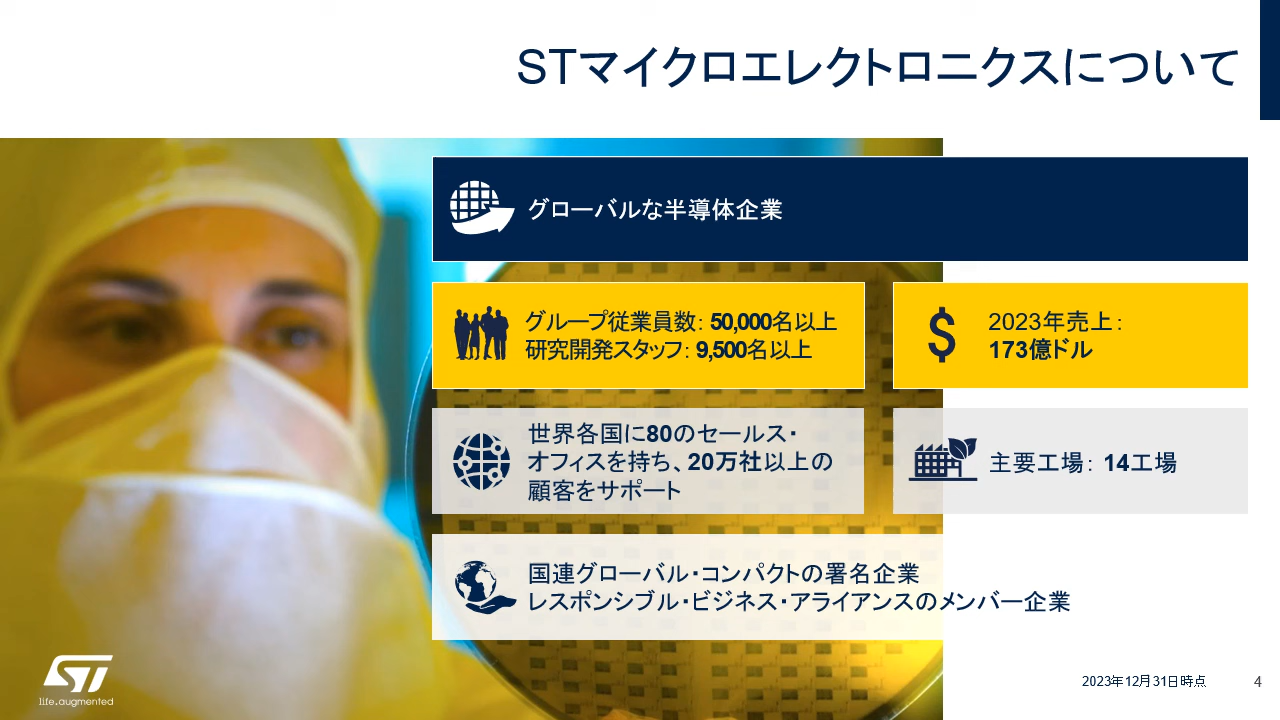 STマイクロエレクトロニクスについて
グローバルな半導体企業
グループ従業員数: 50,000名以上
研究開発スタッフ: 9,500名以上
2023年売上:
173億ドル
世界各国に80のセールス・
オフィスを持ち、20万社以上の
顧客をサポート
主要工場: 14工場
国連グローバル・コンパクトの署名企業
レスポンシブル・ビジネス・アライアンスのメンバー企業
ST
life.augmented
2023年12月31日時点
4